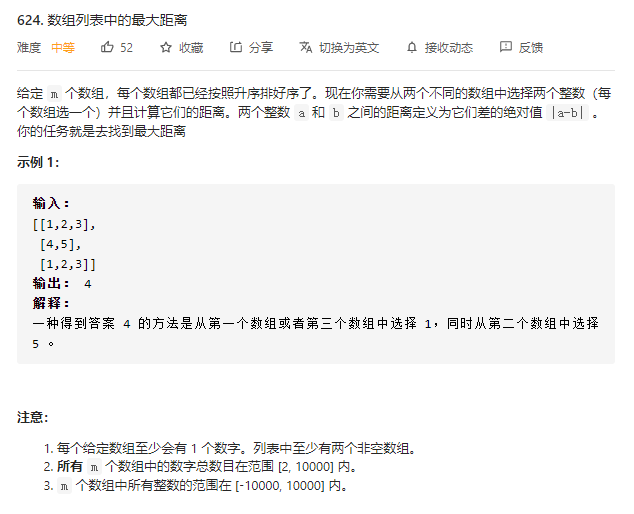 624. 数组列表中的最大距离
难度 中等 52 收藏 分享 切换为英文 接收动态 反馈
给定 m 个数组，每个数组都已经按照升序排好序了。现在你需要从两个不同的数组中选择两个整数（每
个数组选一个）并且计算它们的距离。两个整数 a 和 b 之间的距离定义为它们差的绝对值 |a-b| 。
你的任务就是去找到最大距离
示例 1：
输入：
[[1,2,3],
[4,5],
[1,2,3]]
输出： 4
解释：
一种得到答案 4 的方法是从第一个数组或者第三个数组中选择 1，同时从第二个数组中选择
5 。
注意：
1. 每个给定数组至少会有 1 个数字。列表中至少有两个非空数组。
2. 所有 m 个数组中的数字总数目在范围 [2, 10000] 内。
3. m 个数组中所有整数的范围在 [-10000, 10000] 内。